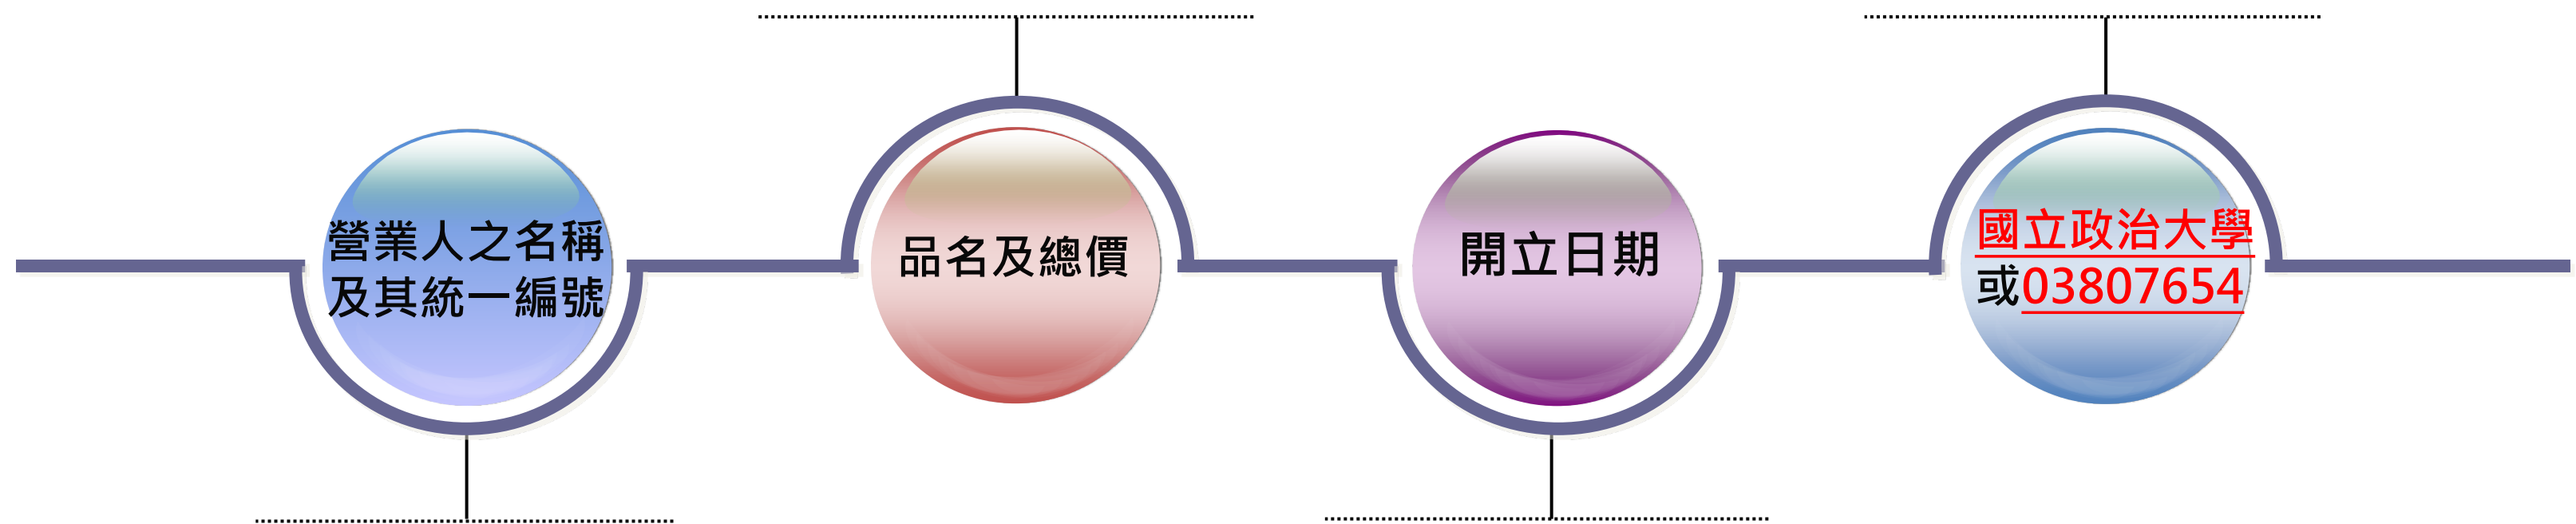 營業人之名稱
及其統一編號
品名及總價
開立日期
國立政治大學
或03807654